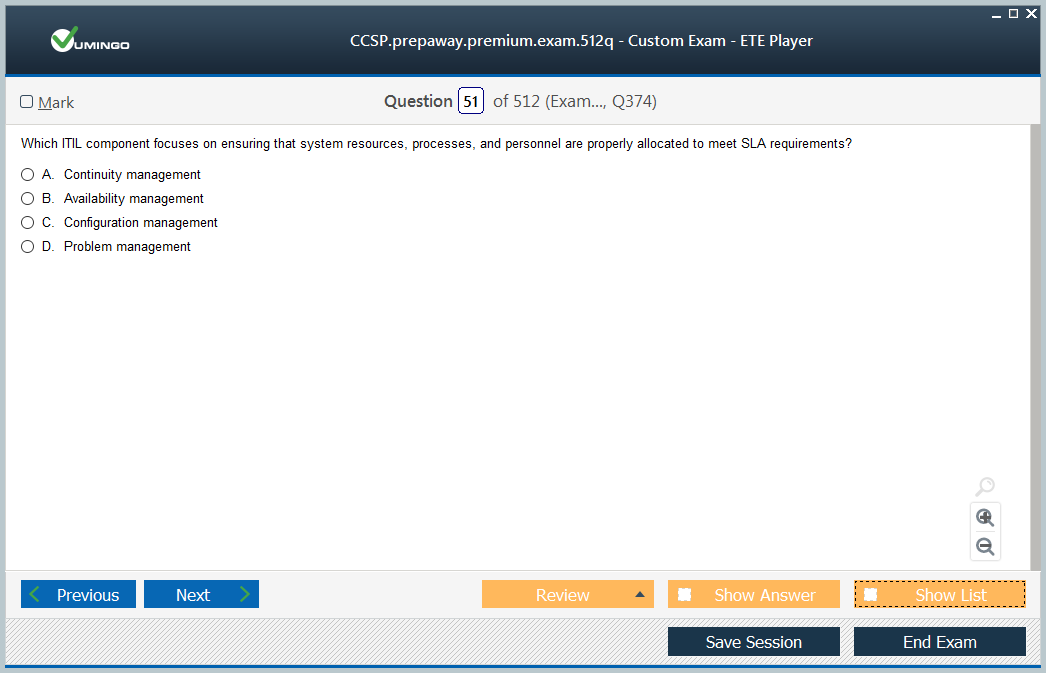 VUMINGO
CCSP.prepaway.premium.exam.512q - Custom Exam - ETE Player
Mark
Question 51 of 512 (Exam..., Q374)
Which ITIL component focuses on ensuring that system resources, processes, and personnel are properly allocated to meet SLA requirements?
A. Continuity management
B. Availability management
C. Configuration management
D. Problem management
Previous Next Review Show Answer Show List
Save Session End Exam